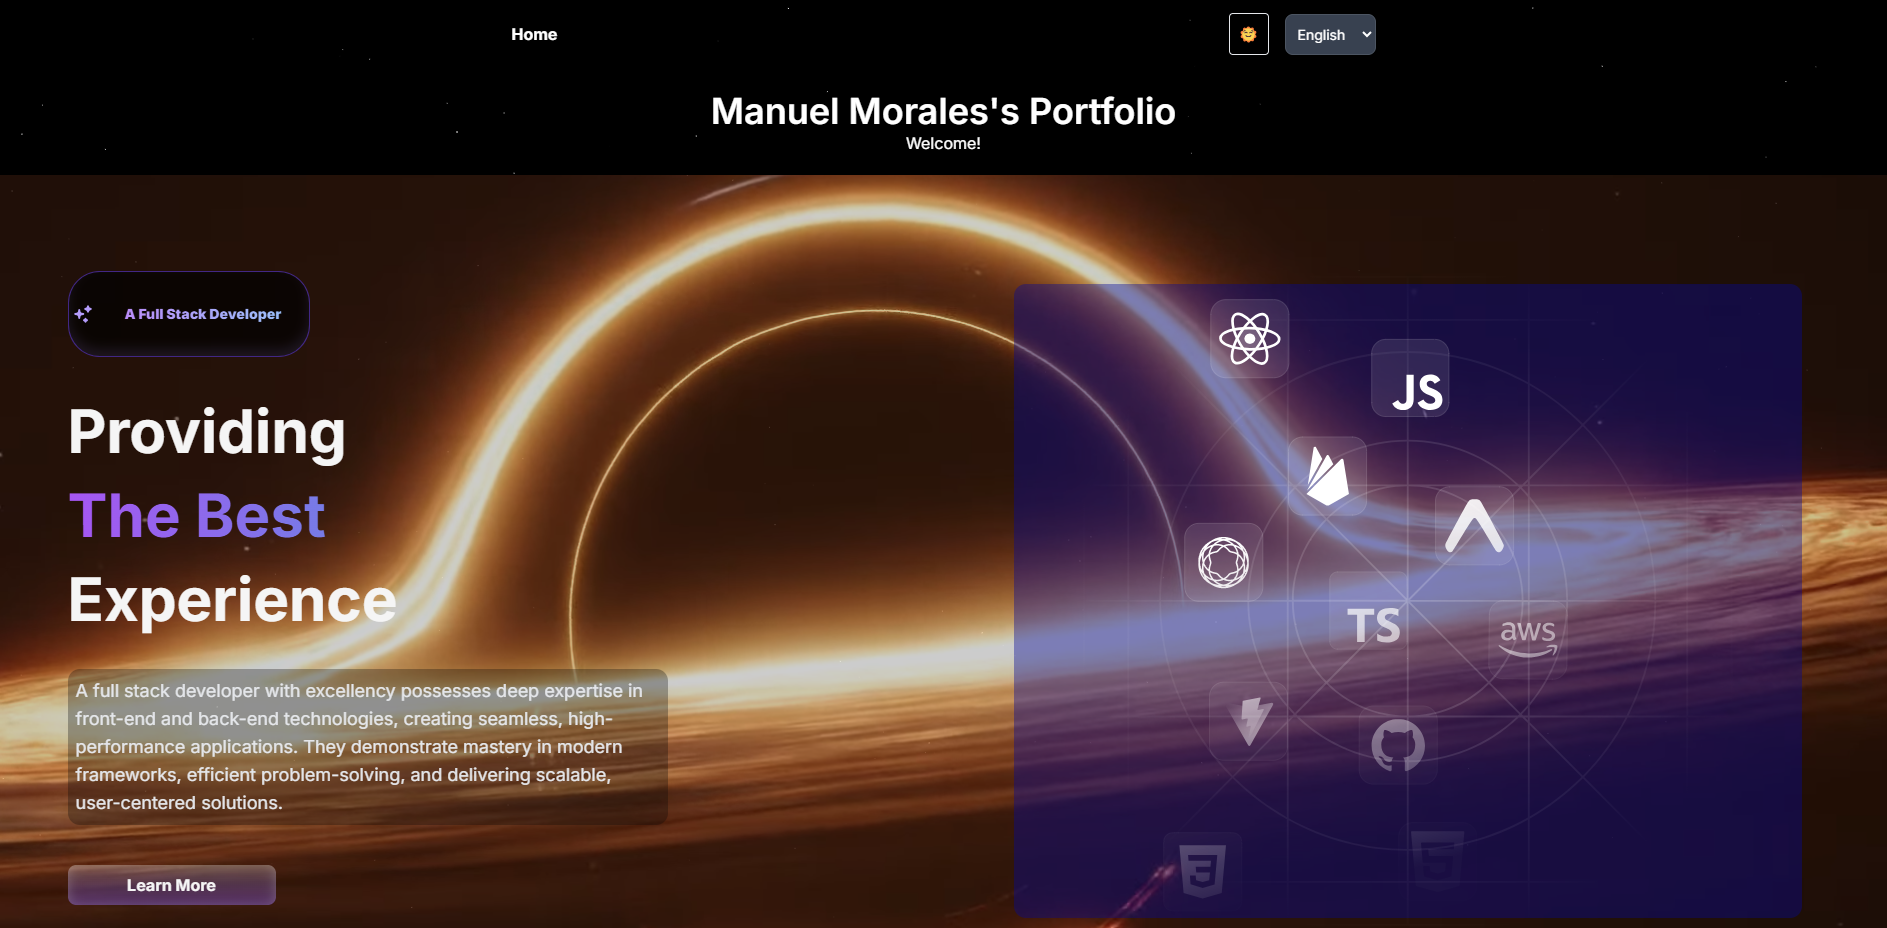 Home
English
Manuel Morales's Portfolio
Welcome!
A Full Stack Developer
Providing
The Best
Experience
A full stack developer with excellency possesses deep expertise in
front-end and back-end technologies, creating seamless, high-
performance applications. They demonstrate mastery in modern
frameworks, efficient problem-solving, and delivering scalable,
user-centered solutions.
Learn More
JS
TS
aws
3
5